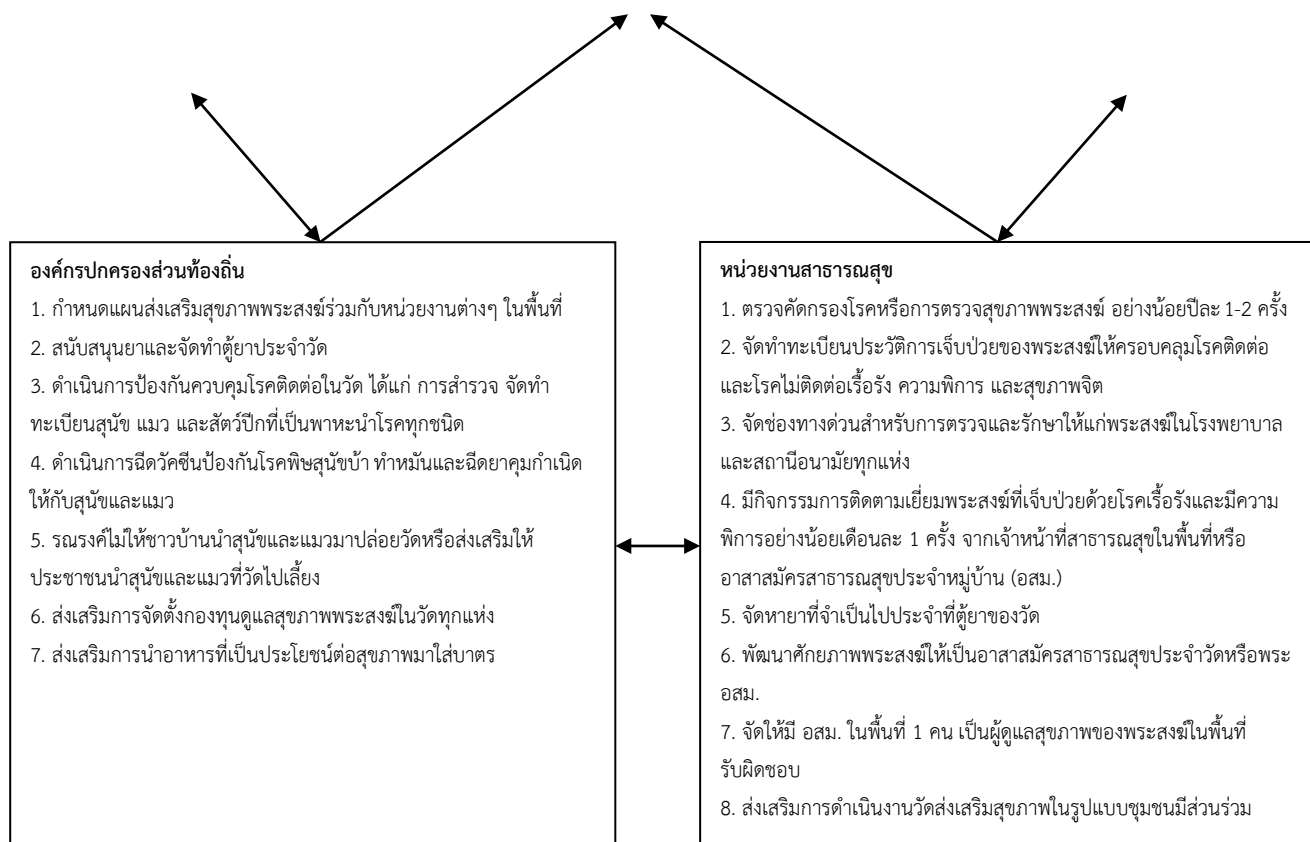 องค์กรปกครองส่วนท้องถิ่น
1. กำหนดแผนส่งเสริมสุขภาพพระสงฆ์ร่วมกับหน่วยงานต่างๆ ในพื้นที่
2. สนับสนุนยาและจัดทำตู้ยาประจำวัด
3. ดำเนินการป้องกันควบคุมโรคติดต่อในวัด ได้แก่ การสำรวจ จัดทำ
ทะเบียนสุนัข แมว และสัตว์ปีกที่เป็นพาหะนำโรคทุกชนิด
4. ดำเนินการฉีดวัคซีนป้องกันโรคพิษสุนัขบ้า ทำหมันและฉีดยาคุมกำเนิด
ให้กับสุนัขและแมว
5. รณรงค์ไม่ให้ชาวบ้านนำสุนัขและแมวมาปล่อยวัดหรือส่งเสริมให้
ประชาชนนำสุนัขและแมวที่วัดไปเลี้ยง
6. ส่งเสริมการจัดตั้งกองทุนดูแลสุขภาพพระสงฆ์ในวัดทุกแห่ง
7. ส่งเสริมการนำอาหารที่เป็นประโยชน์ต่อสุขภาพมาใส่บาตร
หน่วยงานสาธารณสุข
1. ตรวจคัดกรองโรคหรือการตรวจสุขภาพพระสงฆ์ อย่างน้อยปีละ 1-2 ครั้ง
2. จัดทำทะเบียนประวัติการเจ็บป่วยของพระสงฆ์ให้ครอบคลุมโรคติดต่อ
และโรคไม่ติดต่อเรื้อรัง ความพิการ และสุขภาพจิต
3. จัดช่องทางด่วนสำหรับการตรวจและรักษาให้แก่พระสงฆ์ในโรงพยาบาล
และสถานีอนามัยทุกแห่ง
4. มีกิจกรรมการติดตามเยี่ยมพระสงฆ์ที่เจ็บป่วยด้วยโรคเรื้อรังและมีความ
พิการอย่างน้อยเดือนละ 1 ครั้ง จากเจ้าหน้าที่สาธารณสุขในพื้นที่หรือ
อาสาสมัครสาธารณสุขประจำหมู่บ้าน (อสม.)
5. จัดหายาที่จำเป็นไปประจำที่ตู้ยาของวัด
6. พัฒนาศักยภาพพระสงฆ์ให้เป็นอาสาสมัครสาธารณสุขประจำวัดหรือพระ
อสม.
7. จัดให้มี อสม. ในพื้นที่ 1 คน เป็นผู้ดูแลสุขภาพของพระสงฆ์ในพื้นที่
รับผิดชอบ
8. ส่งเสริมการดำเนินงานวัดส่งเสริมสุขภาพในรูปแบบชุมชนมีส่วนร่วม